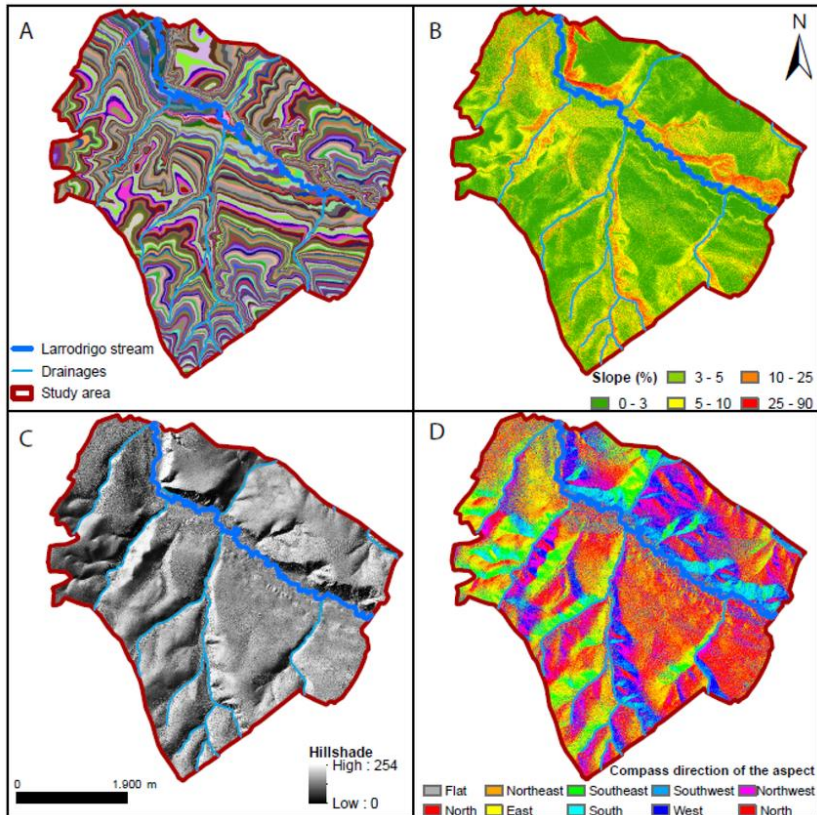 A
Larrodrigo stream
Drainages
Study area
B
N
Slope (%) 3 - 5 10 - 25
0 - 3 5 - 10 25 - 90
C
0 1,900 m
Hillshade
High : 254
Low : 0
D
Compass direction of the aspect
Flat Northeast Southeast Southwest Northwest
North East South West North